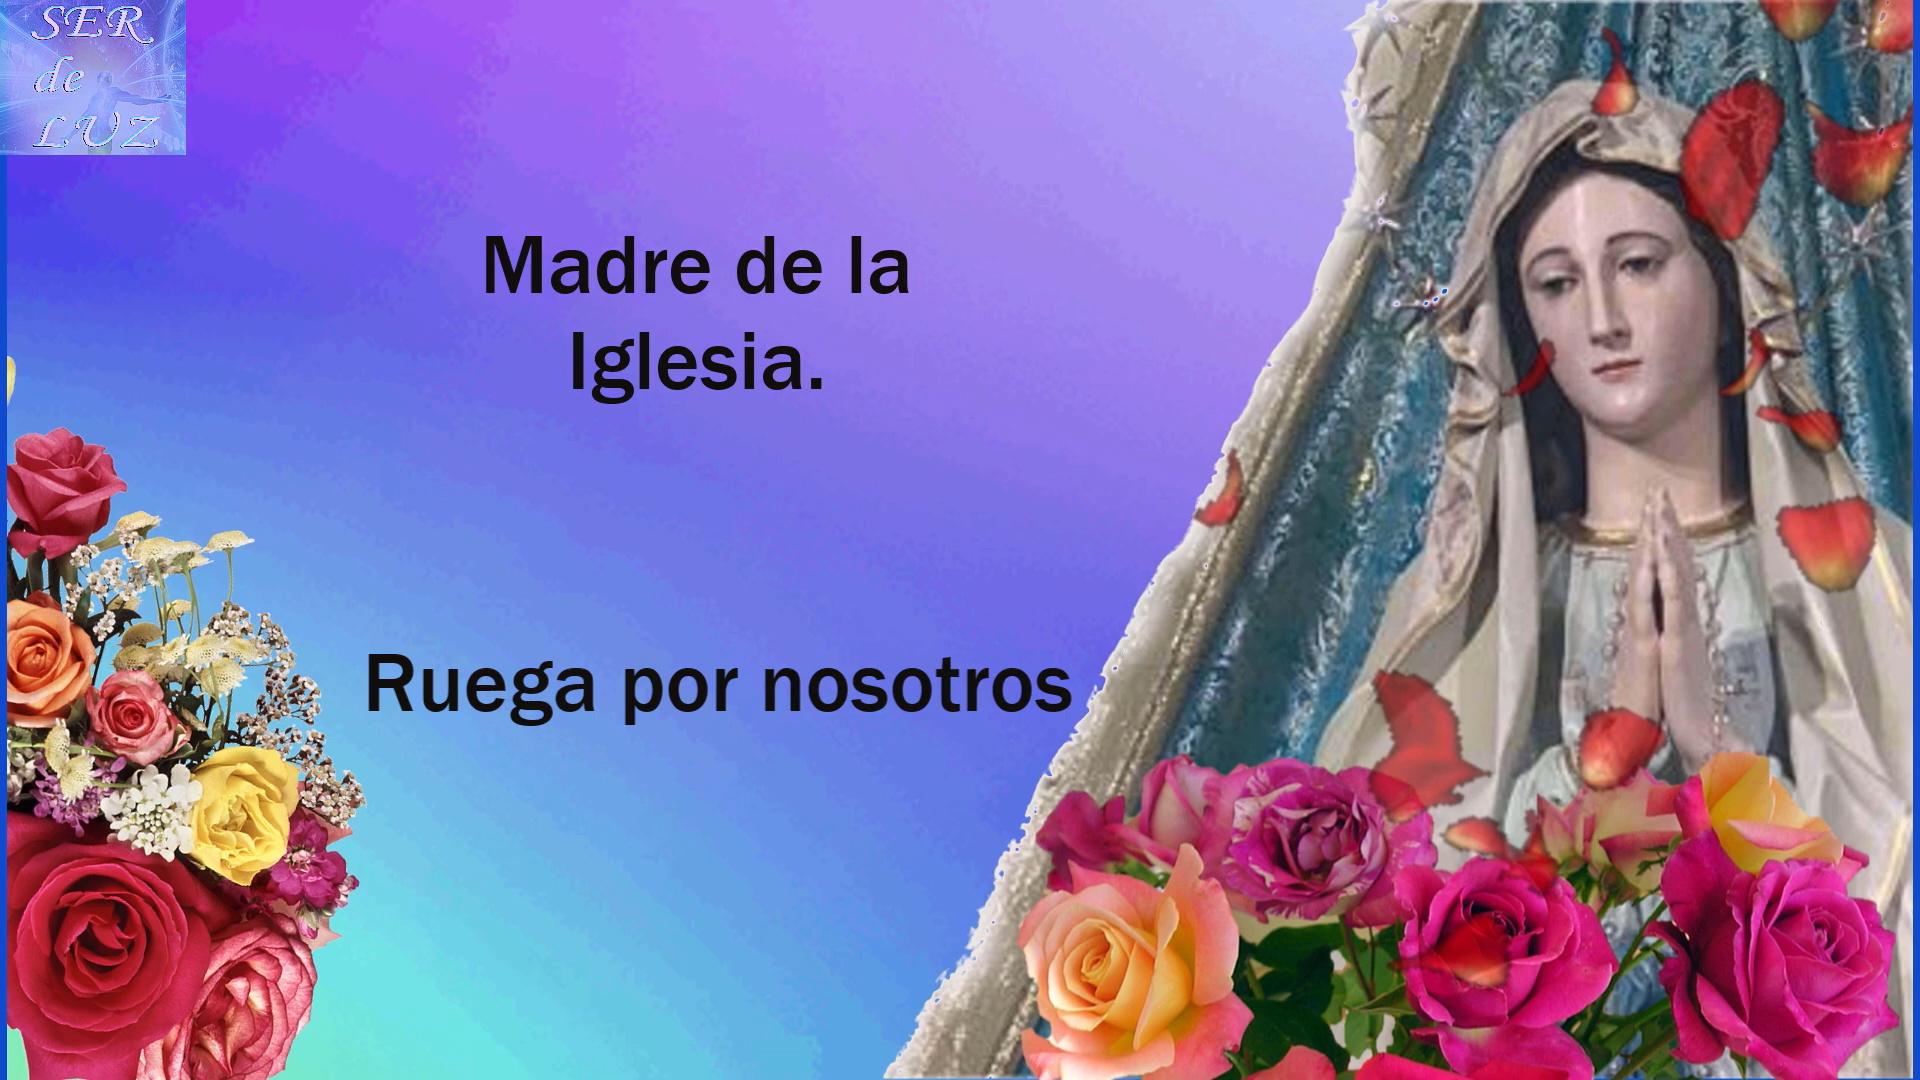 SER
de
LUZ
Madre de la
Iglesia.
Ruega por nosotros